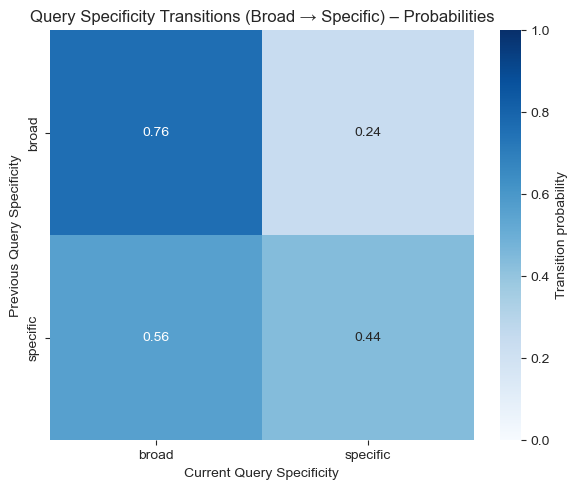 Query Specificity Transitions (Broad → Specific) – Probabilities
Previous Query Specificity
broad
0.76
0.24
specific
0.56
0.44
broad
specific
Current Query Specificity
1.0
0.8
0.6
0.4
0.2
0.0
Transition probability